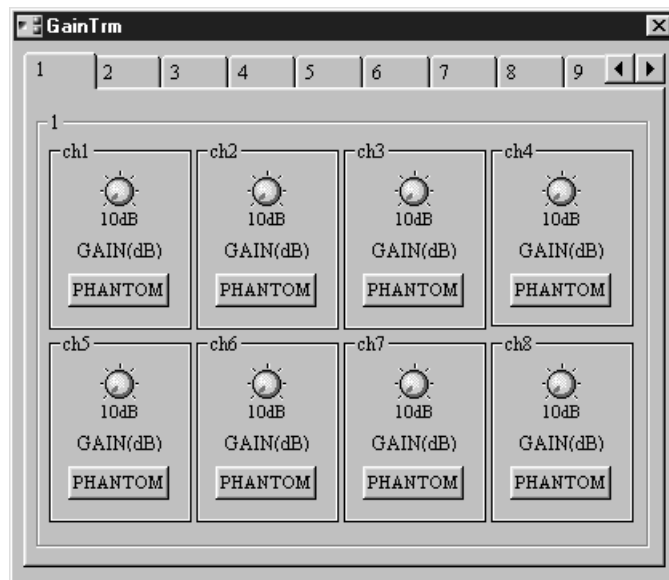 GainTrm
1 2 3 4 5 6 7 8 9
1
ch1 ch2 ch3 ch4
10dB 10dB 10dB 10dB
GAIN(dB) GAIN(dB) GAIN(dB) GAIN(dB)
PHANTOM PHANTOM PHANTOM PHANTOM
ch5 ch6 ch7 ch8
10dB 10dB 10dB 10dB
GAIN(dB) GAIN(dB) GAIN(dB) GAIN(dB)
PHANTOM PHANTOM PHANTOM PHANTOM